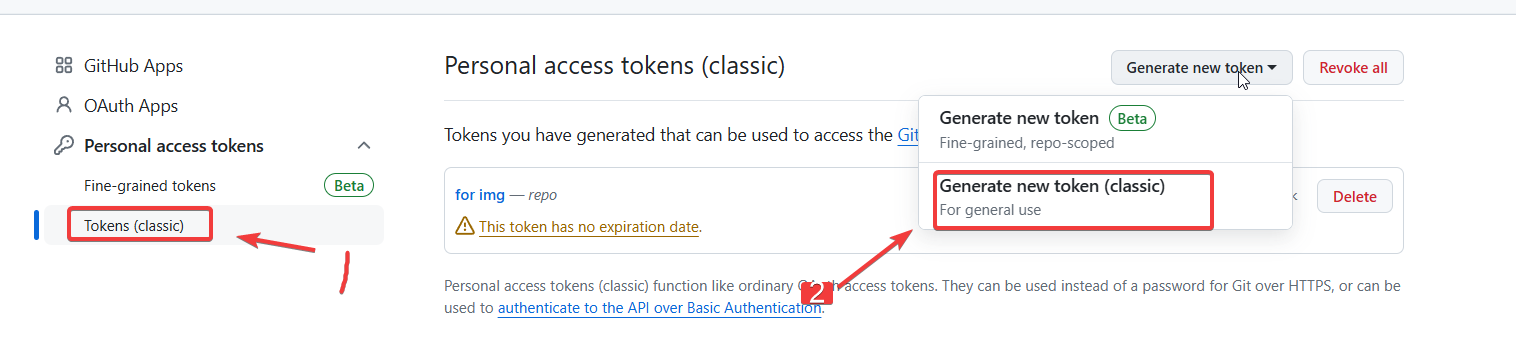 GitHub Apps
OAuth Apps
Personal access tokens
Fine-grained tokens Beta
Tokens (classic)
Personal access tokens (classic)
Generate new token
Revoke all
Generate new token Beta
Fine-grained, repo-scoped
Generate new token (classic)
For general use
Tokens you have generated that can be used to access the Git
for img — repo
Delete
This token has no expiration date.
Personal access tokens (classic) function like ordinary access tokens. They can be used instead of a password for Git over HTTPS, or can be
used to authenticate to the API over Basic Authentication.
2